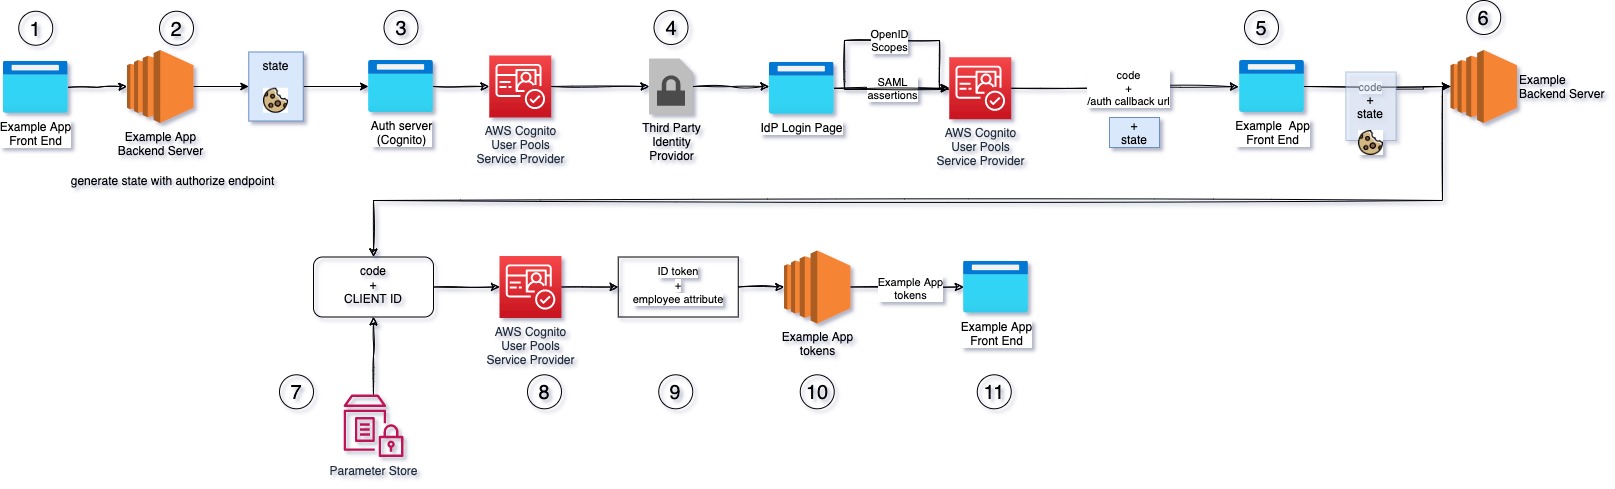 1
2
3
4
5
6
Example App
Front End
Example App
Backend Server
generate state with authorize endpoint
state
Auth server
(Cognito)
AWS Cognito
User Pools
Service Provider
Third Party
Identity
Providor
IdP Login Page
OpenID
Scopes
SAML
assertions
AWS Cognito
User Pools
Service Provider
code
+
/auth callback url
+
state
Example App
Front End
code
+
state
Example
Backend Server
code
+
CLIENT ID
AWS Cognito
User Pools
Service Provider
ID token
+
employee attribute
Example App
tokens
Example App
tokens
Example App
Front End
7
8
9
10
11
Parameter Store